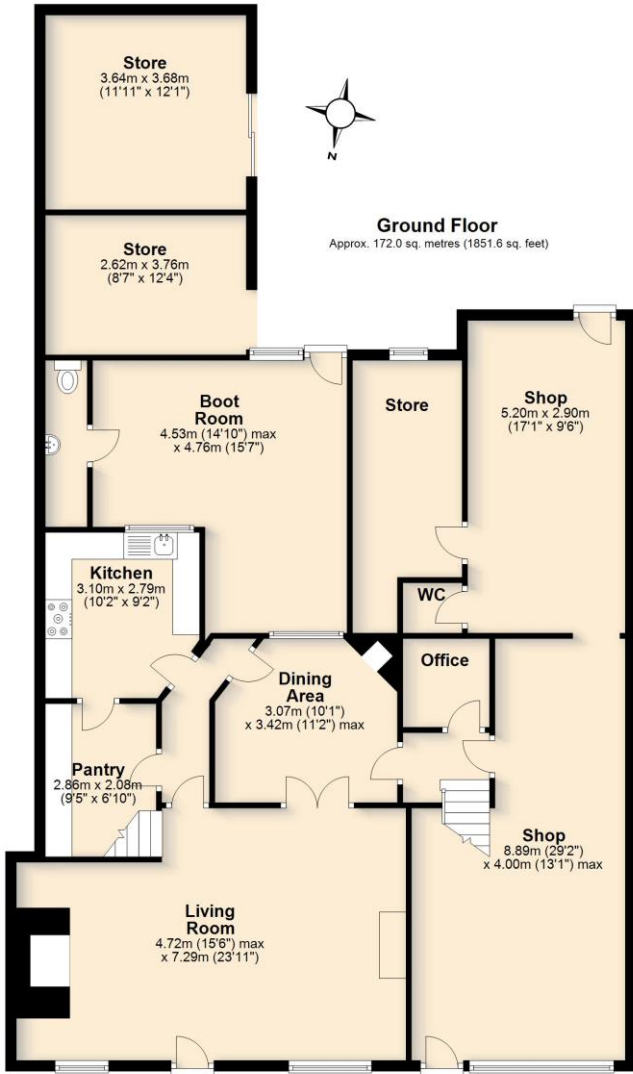 Store
3.64m x 3.68m
(11'11" x 12'1")
N
Ground Floor
Approx. 172.0 sq. metres (1851.6 sq. feet)
Store
2.62m x 3.76m
(8'7" x 12'4")
Boot
Room
4.53m (14'10") max
x 4.76m (15'7")
Store
Shop
5.20m x 2.90m
(17'1" x 9'6")
Kitchen
3.10m x 2.79m
(10'2" x 9'2")
WC
Office
Dining
Area
3.07m (10'1")
x 3.42m (11'2") max
Pantry
2.86m x 2.08m
(9'5" x 6'10")
Shop
8.89m (29'2")
x 4.00m (13'1") max
Living
Room
4.72m (15'6") max
x 7.29m (23'11")